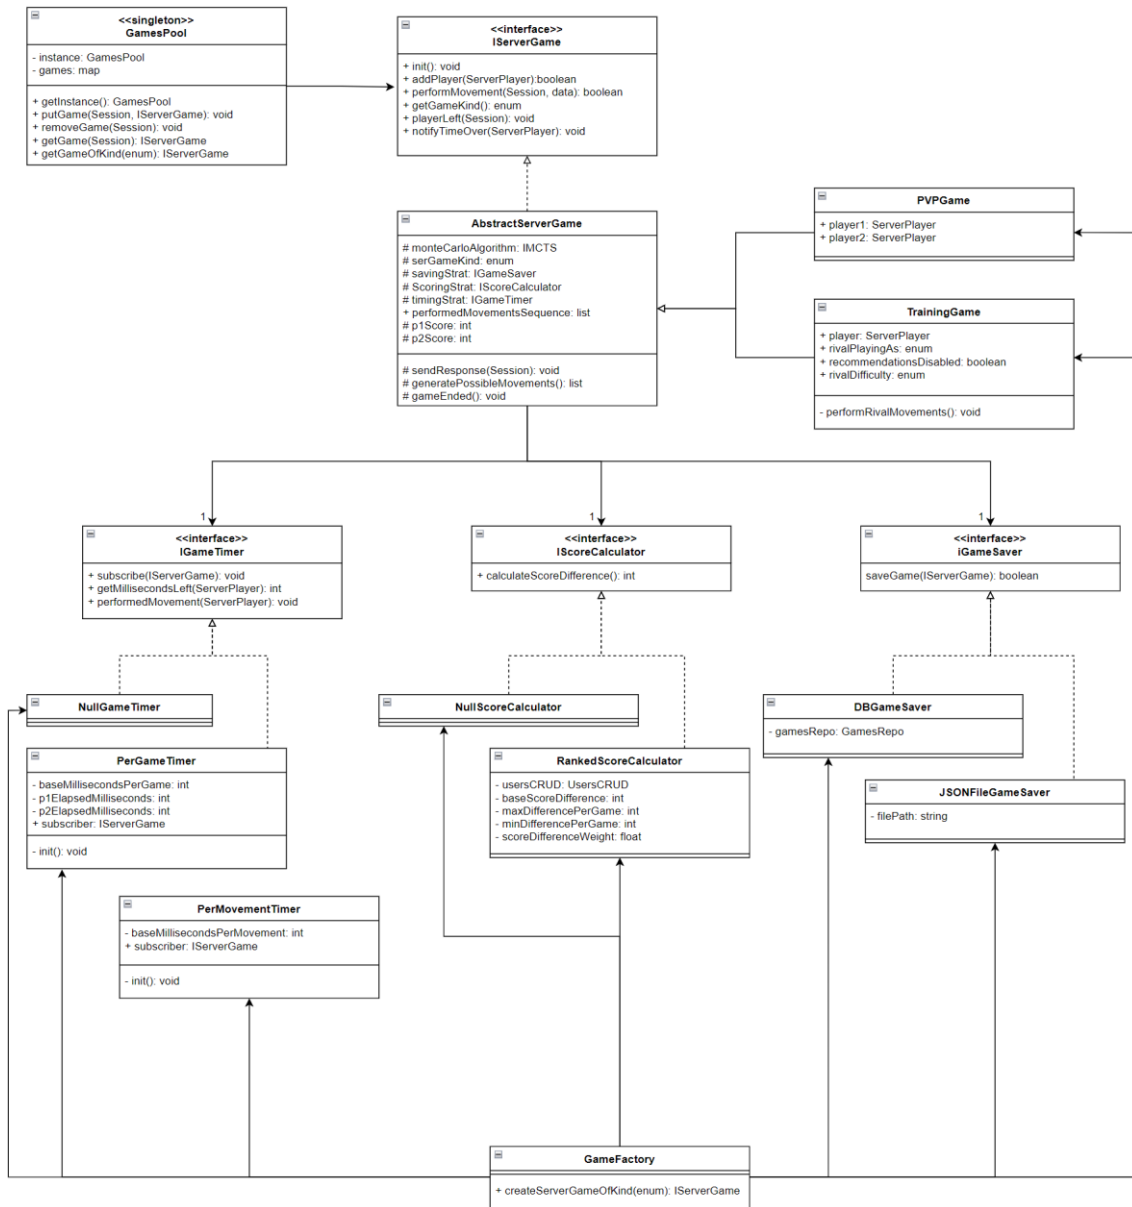 <<singleton>>
GamesPool
- instance: GamesPool
- games: map
+ getInstance(): GamesPool
+ putGame(Session, IServerGame): void
+ removeGame(Session): void
+ getGame(Session): IServerGame
+ getGameOfKind(enum): IServerGame
<<interface>>
IServerGame
+ init(): void
+ addPlayer(ServerPlayer):boolean
+ performMovement(Session, data): boolean
+ getGameKind(): enum
+ playerLeft(Session): void
+ notifyTimeOver(ServerPlayer): void
AbstractServerGame
# monteCarloAlgorithm: IMCTS
# serGameKind: enum
# savingStrat: IGameSaver
# ScoringStrat: IScoreCalculator
# timingStrat: IGameTimer
+ performedMovementsSequence: list
# p1Score: int
# p2Score: int
# sendResponse(Session): void
# generatePossibleMovements(): list
# gameEnded(): void
PVPGame
+ player1: ServerPlayer
+ player2: ServerPlayer
TrainingGame
+ player: ServerPlayer
+ rivalPlayingAs: enum
+ recommendationsDisabled: boolean
+ rivalDifficulty: enum
- performRivalMovements(): void
1
1
1
<<interface>>
IGameTimer
+ subscribe(IServerGame): void
+ getMillisecondsLeft(ServerPlayer): int
+ performedMovement(ServerPlayer): void
<<interface>>
IScoreCalculator
+ calculateScoreDifference(): int
<<interface>>
iGameSaver
saveGame(IServerGame): boolean
NullGameTimer
NullScoreCalculator
DBGameSaver
- gamesRepo: GamesRepo
PerGameTimer
- baseMillisecondsPerGame: int
- p1ElapsedMilliseconds: int
- p2ElapsedMilliseconds: int
+ subscriber: IServerGame
- init(): void
RankedScoreCalculator
- usersCRUD: UsersCRUD
- baseScoreDifference: int
- maxDifferencePerGame: int
- minDifferencePerGame: int
- scoreDifferenceWeight: float
JSONFileGameSaver
- filePath: string
PerMovementTimer
- baseMillisecondsPerMovement: int
+ subscriber: IServerGame
- init(): void
GameFactory
+ createServerGameOfKind(enum): IServerGame